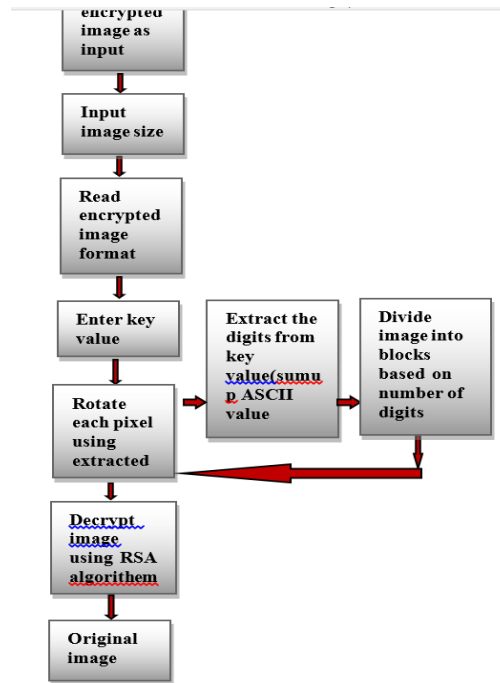 encrypted
image as
input
Input
image size
Read
encrypted
image
format
Enter key
value
Extract the
digits from
key
value(sumu
p ASCII
value
Divide
image into
blocks
based on
number of
digits
Rotate
each pixel
using
extracted
Decrypt
image
using RSA
algorithem
Original
image